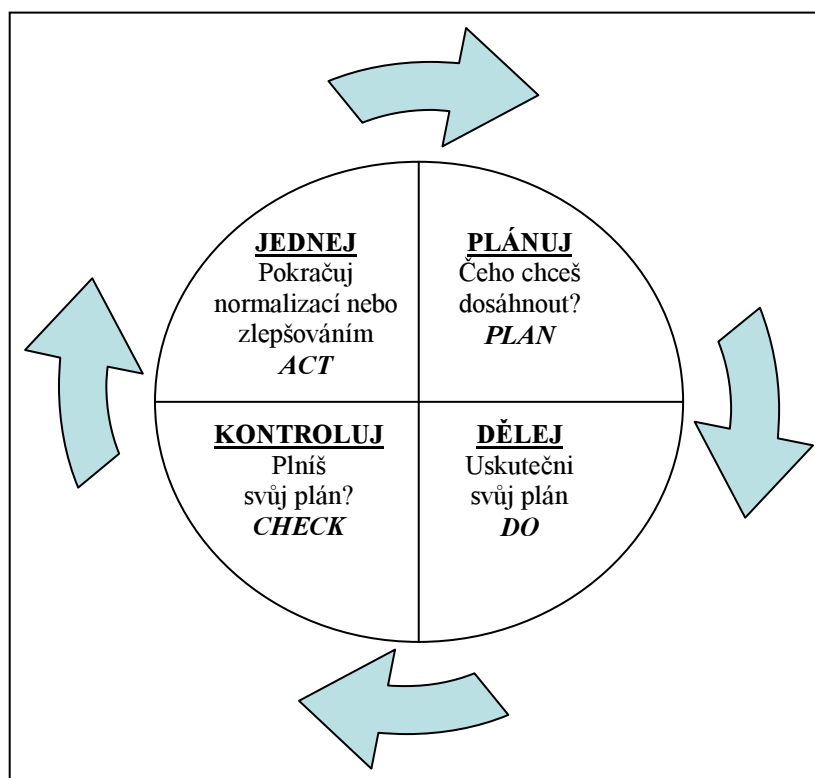 JEDNEJ
Pokračuj
normalizací nebo
zlepšováním
ACT
PLÁNUJ
Čeho chceš
dosáhnout?
PLAN
KONTROLUJ
Plníš
svůj plán?
CHECK
DĚLEJ
Uskutečni
svůj plán
DO